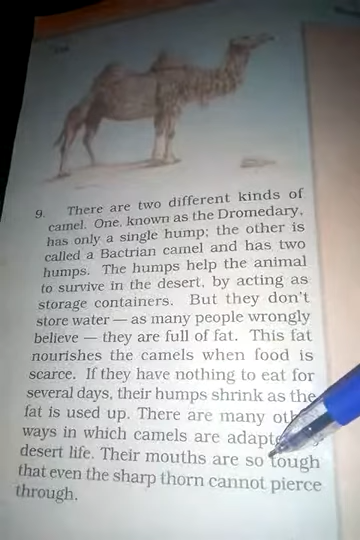 9. There are two different kinds of
camel. One, known as the Dromedary,
has only a single hump; the other is
called a Bactrian camel and has two
humps. The humps help the animal
to survive in the desert, by acting as
storage containers. But they don't
store water — as many people wrongly
believe — they are full of fat. This fat
nourishes the camels when food is
scarce. If they have nothing to eat for
several days, their humps shrink as the
fat is used up. There are many
ways in which camels are
desert life. Their mouths are so tough
that even the sharp thorn cannot pierce
through.